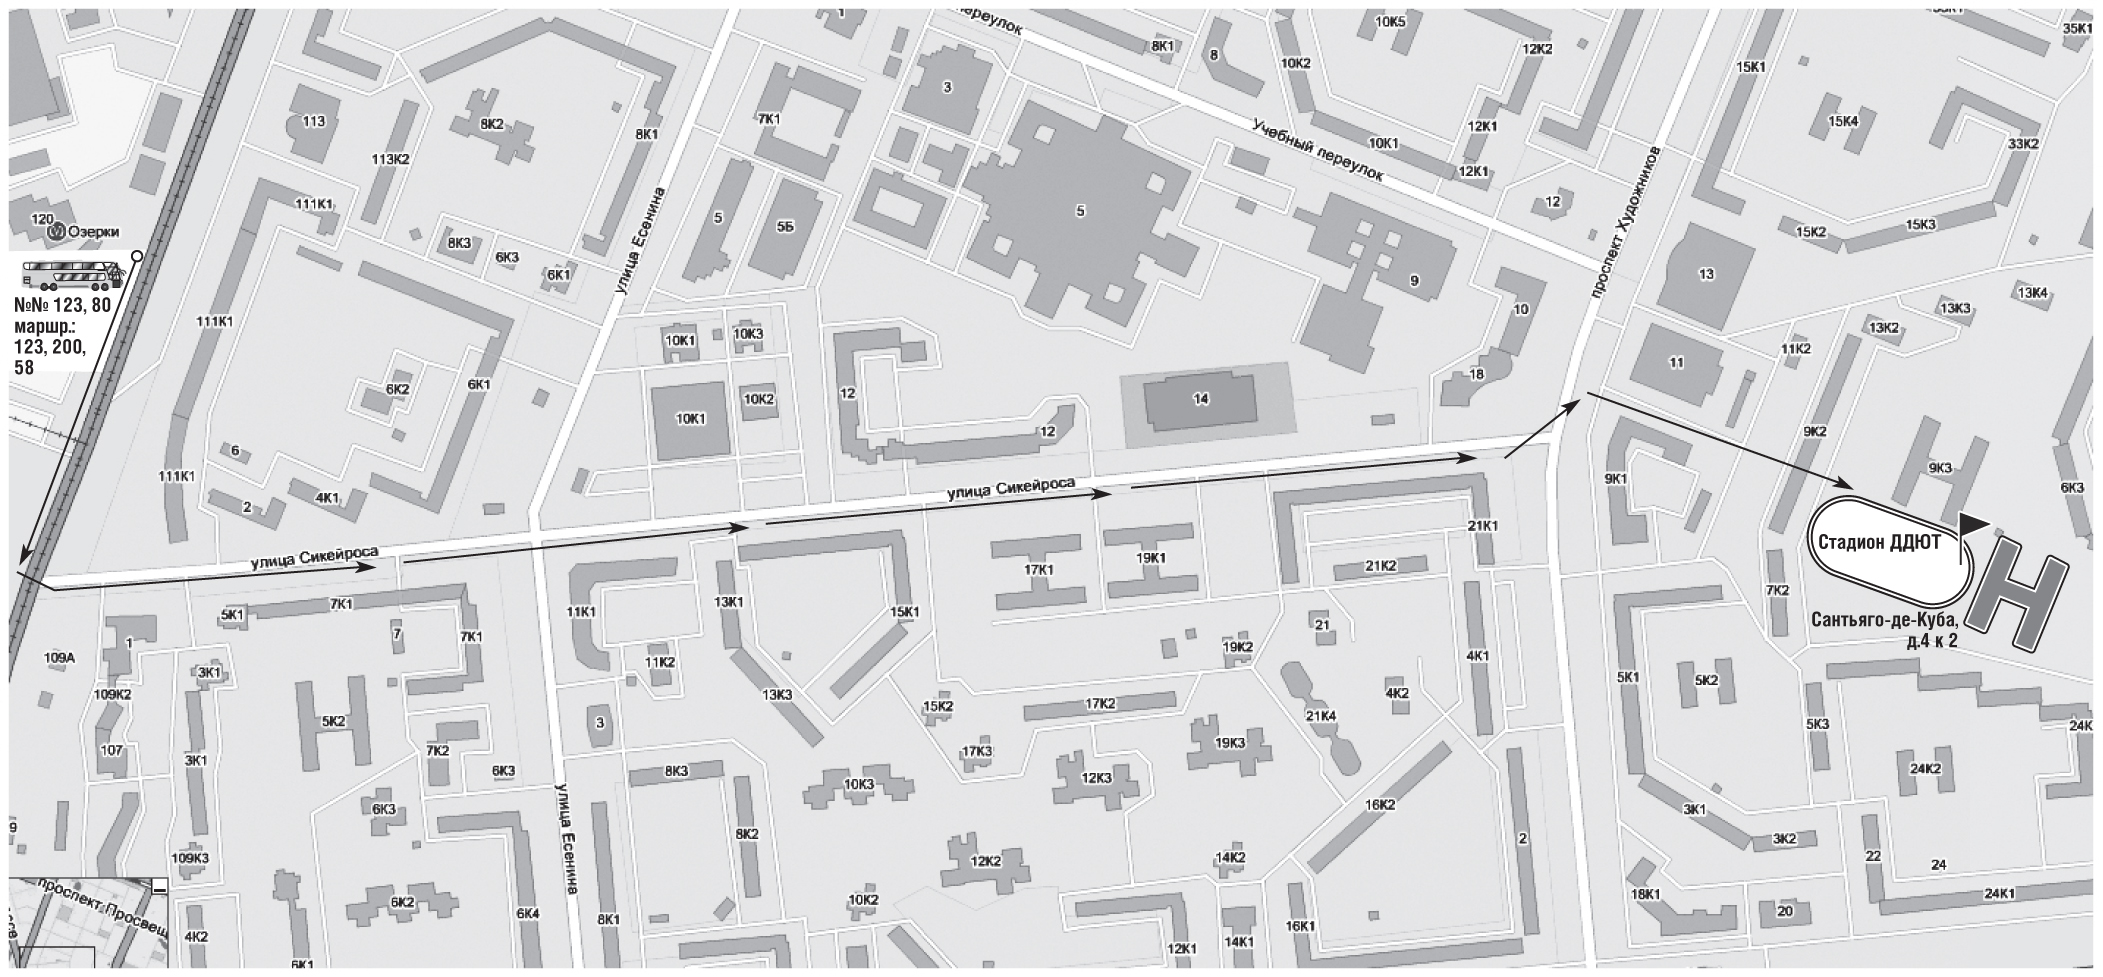 переулок
1
8К1
8
10К5
12К2
35К1
10К2
15К1
3
7К1
8К2
8К1
113
113К2
12К1
10К1
15К4
33К2
Учебный переулок
12К1
12
проспект Художников
111К1
5
5Б
5
120
Озерки
8К3
6К3
6К1
улица Есенина
15К2
15К3
13
9
10
13К4
13К3
13К2
№№ 123, 80
маршр.:
123, 200,
58
111К1
10К1
10К3
11К2
11
6К2
6К1
12
18
14
10К1
10К2
12
9К2
6
111К1
9К3
9К1
6К3
4К1
2
улица Сикейроса
21К1
Стадион ДДЮТ
улица Сикейроса
17К1
19К1
21К2
7К2
11К1
13К1
15К1
7К1
5К1
7
7К1
1
21
Сантьяго-де-Куба,
д.4 к 2
109А
3К1
11К2
19К2
4К1
5К1
5К2
109К2
13К3
4К2
15К2
17К2
21К4
5К2
3
5К3
24К
107
3К1
7К2
17К3
19К3
6К3
8К3
10К3
12К3
24К2
улица Есенина
16К2
3К1
6К3
8К2
2
3К2
109К3
12К2
14К2
22
24
проспект Просвещ
6К2
10К2
18К1
24К1
20
4К2
6К4
8К1
16К1
12К1
14К1
6К1